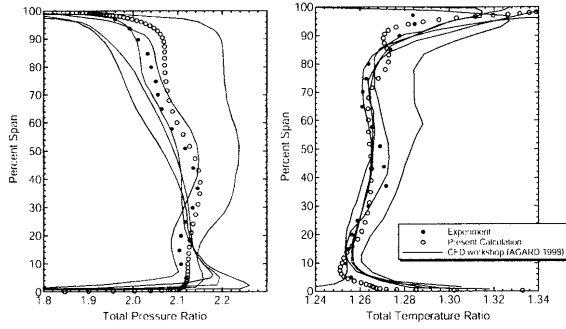 100
90
80
70
60
50
40
30
20
10
0
Percent Span
1.8 1.9 2.0 2.1 2.2
Total Pressure Ratio
100
90
80
70
60
50
40
30
20
10
0
Percent Span
1.24 1.26 1.28 1.30 1.32 1.34
Total Temperature Ratio
Experiment
Present Calculation
CFD workshop (AGARD 1998)